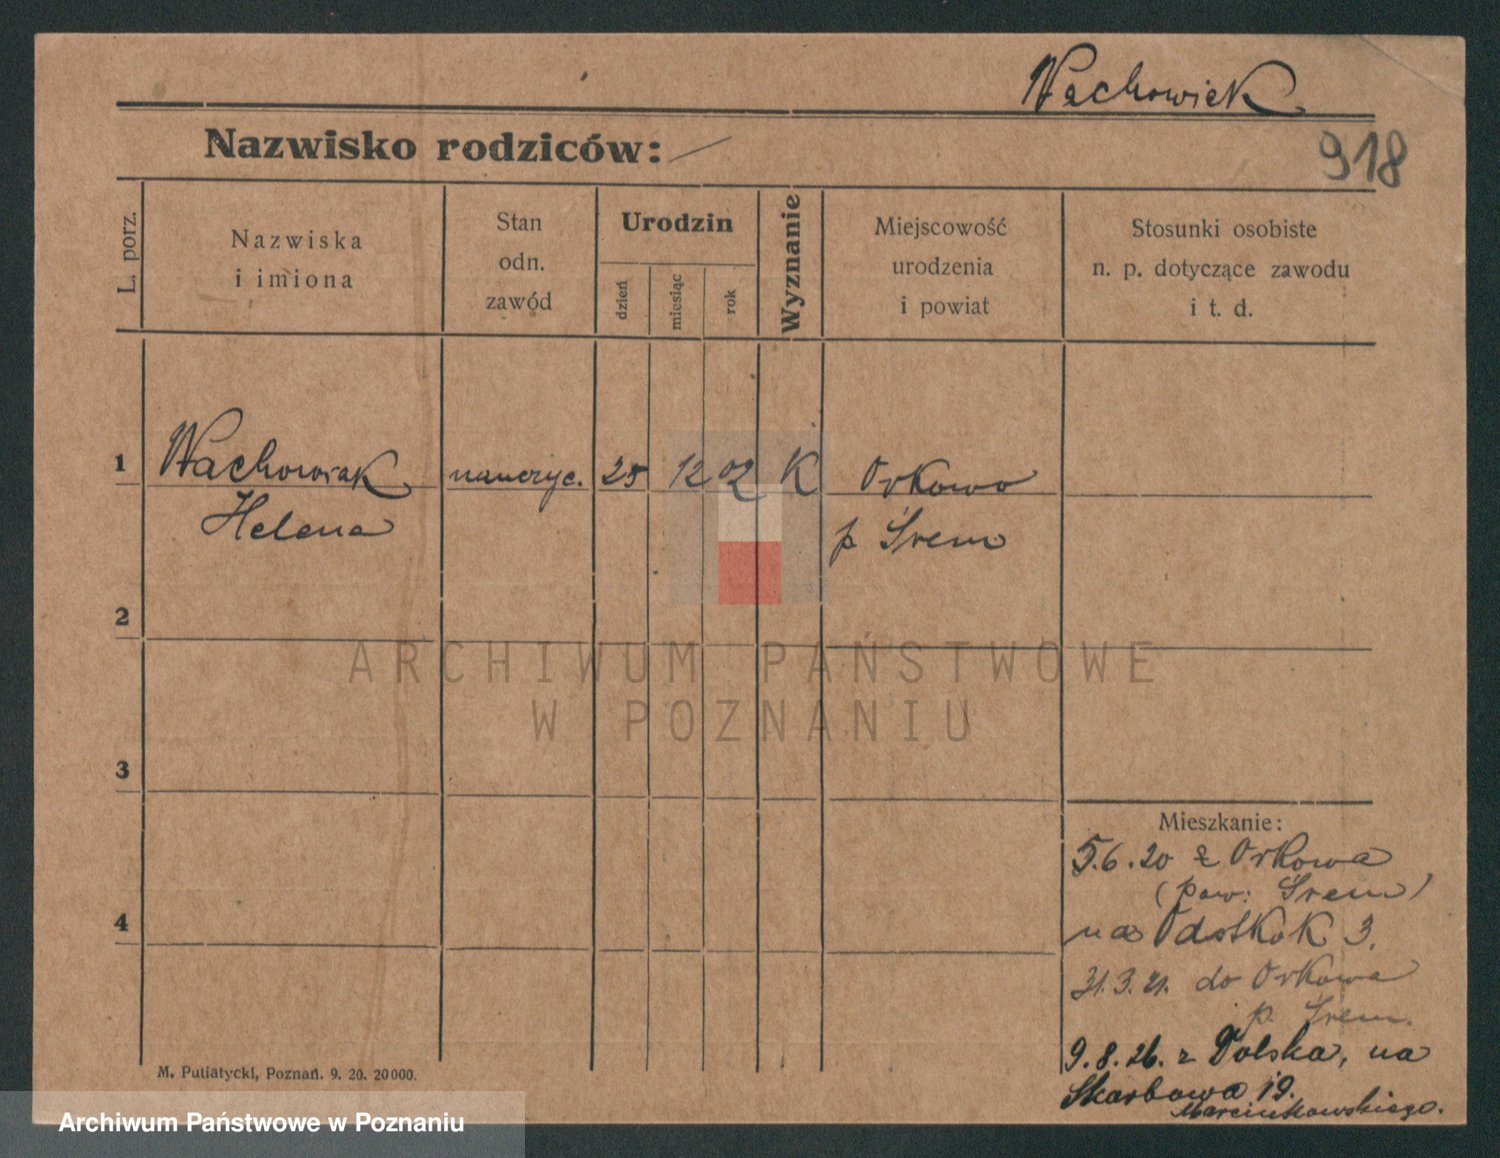 Wachowiak
Nazwisko rodziców: —
918
L. porz.
Nazwiska
i imiona
Stan
odn.
zawód
Urodzin
dzień
miesiąc
rok
Wyznanie
Miejscowość
urodzenia
i powiat
Stosunki osobiste
n. p. dotyczące zawodu
i t. d.
1
Wachowiak nauczyc. 25 12 02 K Orkowo
Helena p Śrem
2
ARCHIWUM PAŃSTWOWE
W POZNANIU
3
Mieszkanie:
5.6.20 z Orkowa
(pow: Śrem)
4
na 3.
31.3.21. do Orkowa
p. Śrem.
9.8.26. z Polska, na
Skarbowa 19.
Marcinkowskiego.
M. Putiatycki, Poznań. 9. 20. 20000.
Archiwum Państwowe w Poznaniu